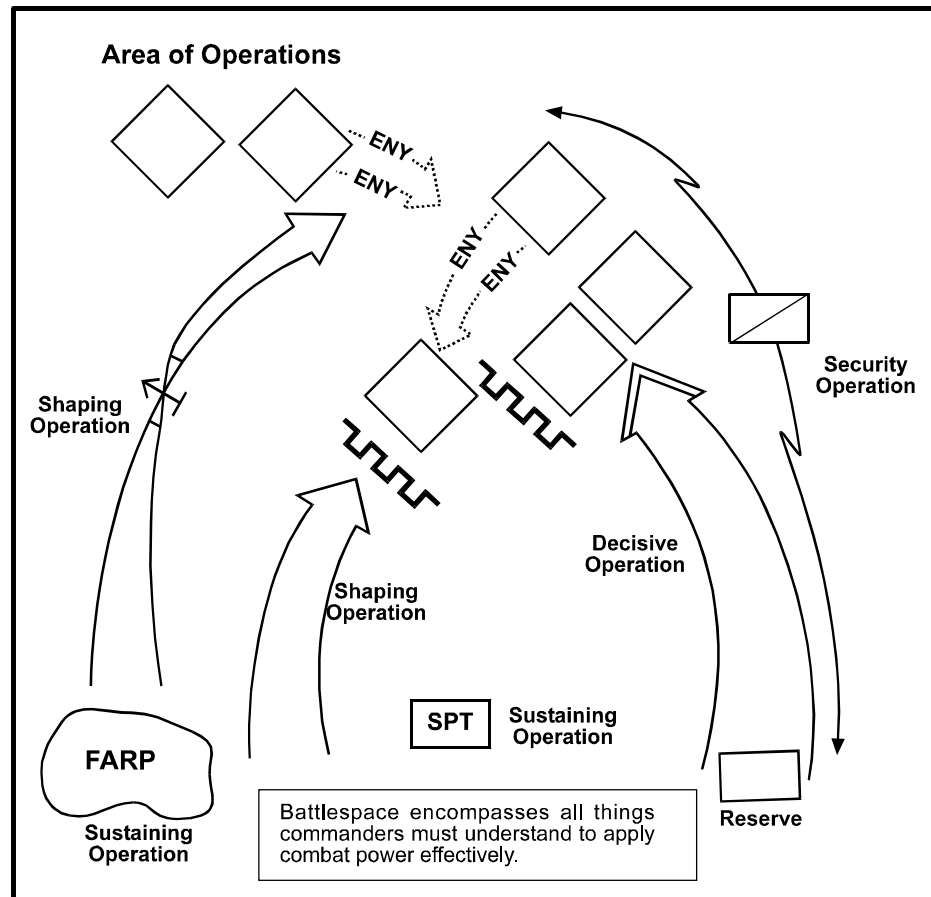 Area of Operations
ENY
ENY
ENY
ENY
Security
Operation
Shaping
Operation
Decisive
Operation
Shaping
Operation
SPT
Sustaining
Operation
FARP
Sustaining
Operation
Reserve
Battlespace encompasses all things
commanders must understand to apply
combat power effectively.